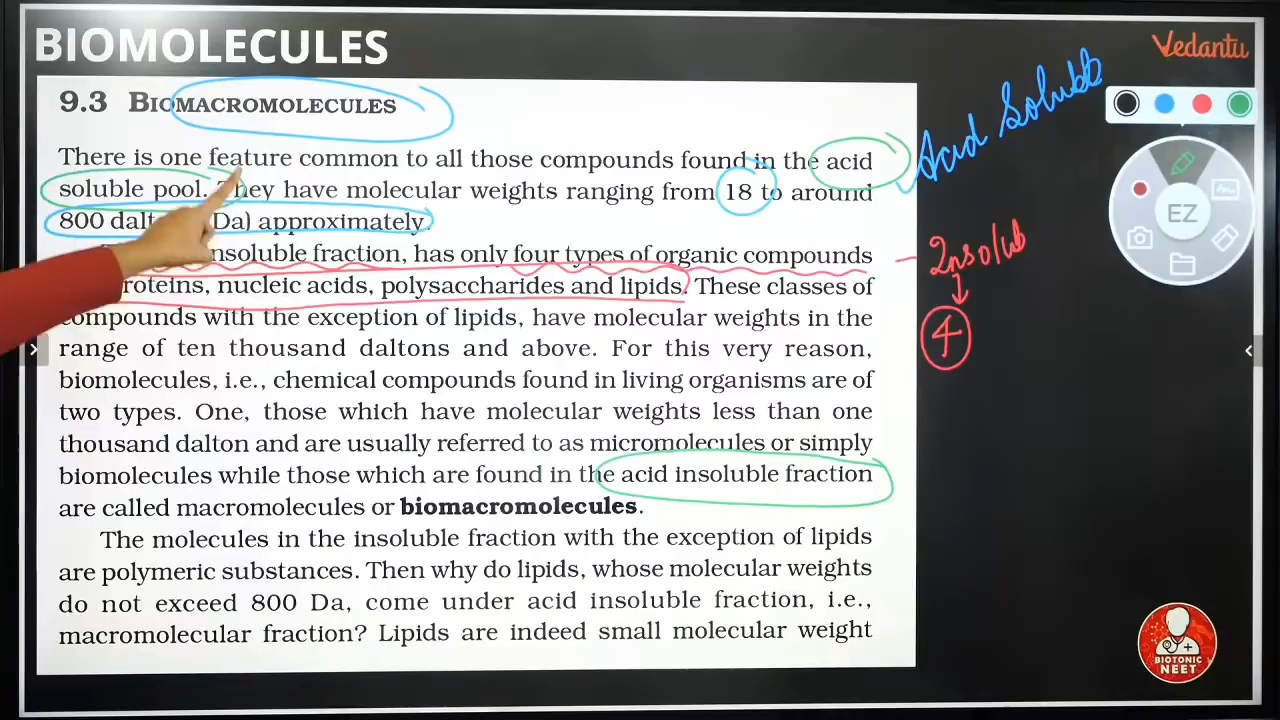 BIOMOLECULES
Vedantu
9.3 BIOMACROMOLECULES
There is one feature common to all those compounds found in the acid
soluble pool. They have molecular weights ranging from 18 to around
800 dalto Da) approximately.
nsoluble fraction, has only four types of organic compounds
roteins, nucleic acids, polysaccharides and lipids. These classes of
compounds with the exception of lipids, have molecular weights in the
range of ten thousand daltons and above. For this very reason,
biomolecules, i.e., chemical compounds found in living organisms are of
two types. One, those which have molecular weights less than one
thousand dalton and are usually referred to as micromolecules or simply
biomolecules while those which are found in the acid insoluble fraction
are called macromolecules or biomacromolecules.
The molecules in the insoluble fraction with the exception of lipids
are polymeric substances. Then why do lipids, whose molecular weights
do not exceed 800 Da, come under acid insoluble fraction, i.e.,
macromolecular fraction? Lipids are indeed small molecular weight
Acid Soluble
Insolub
4
EZ
BIOTONIC
NEET